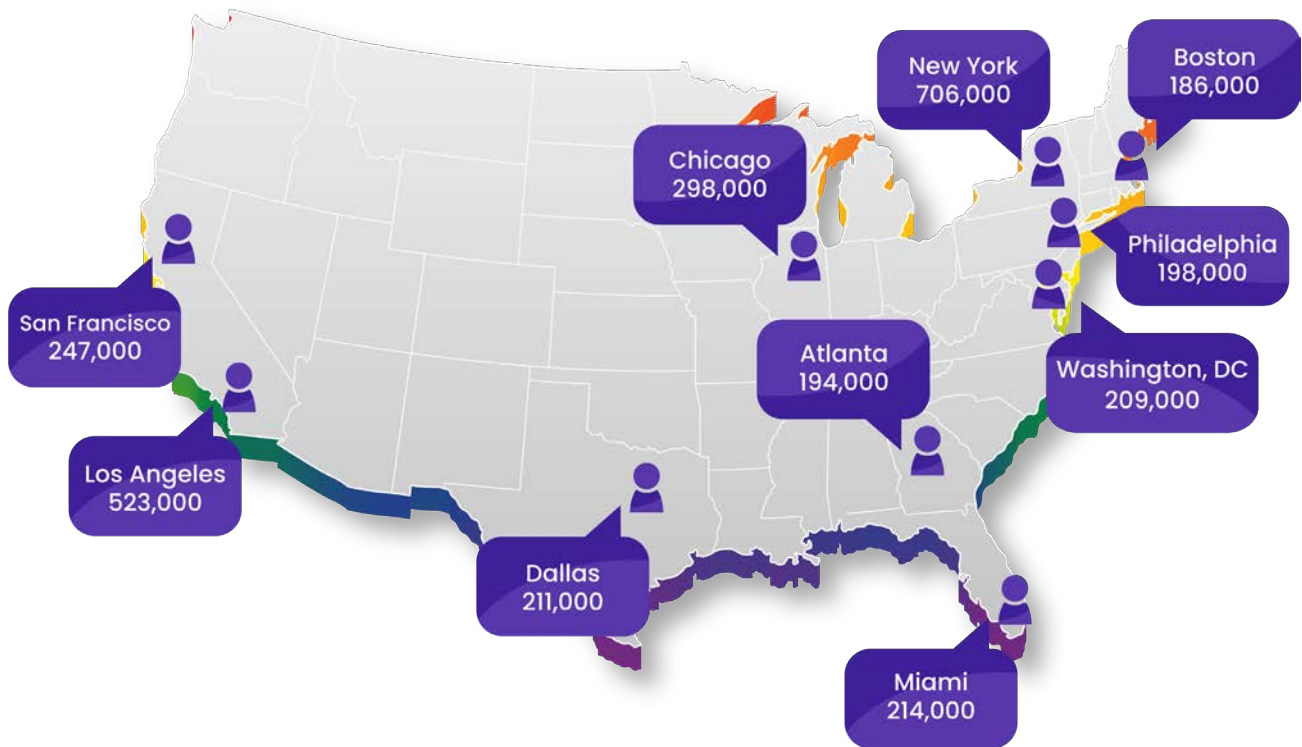 New York
706,000
Boston
186,000
Chicago
298,000
Philadelphia
198,000
San Francisco
247,000
Atlanta
194,000
Washington, DC
209,000
Los Angeles
523,000
Dallas
211,000
Miami
214,000